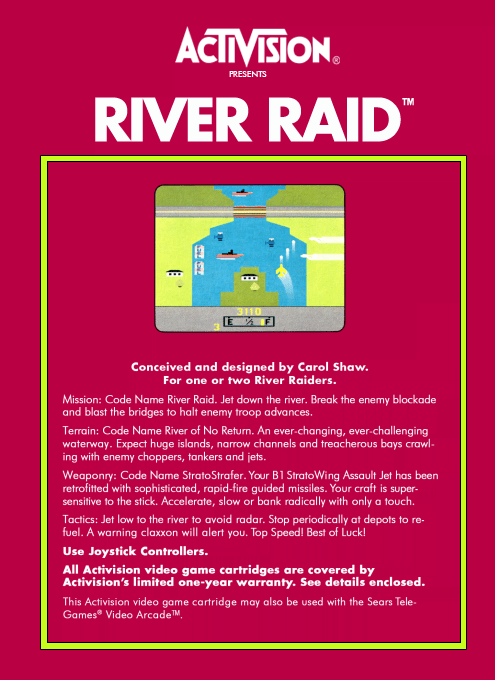 ACTIVISION®
PRESENTS
RIVER RAID™
3110
E ½ F
3
Conceived and designed by Carol Shaw.
For one or two River Raiders.
Mission: Code Name River Raid. Jet down the river. Break the enemy blockade
and blast the bridges to halt enemy troop advances.
Terrain: Code Name River of No Return. An ever-changing, ever-challenging
waterway. Expect huge islands, narrow channels and treacherous bays crawl-
ing with enemy choppers, tankers and jets.
Weaponry: Code Name StratoStrafer. Your B1 StratoWing Assault Jet has been
retrofitted with sophisticated, rapid-fire guided missiles. Your craft is super-
sensitive to the stick. Accelerate, slow or bank radically with only a touch.
Tactics: Jet low to the river to avoid radar. Stop periodically at depots to re-
fuel. A warning claxxon will alert you. Top Speed! Best of Luck!
Use Joystick Controllers.
All Activision video game cartridges are covered by
Activision's limited one-year warranty. See details enclosed.
This Activision video game cartridge may also be used with the Sears Tele-
Games® Video Arcade™.